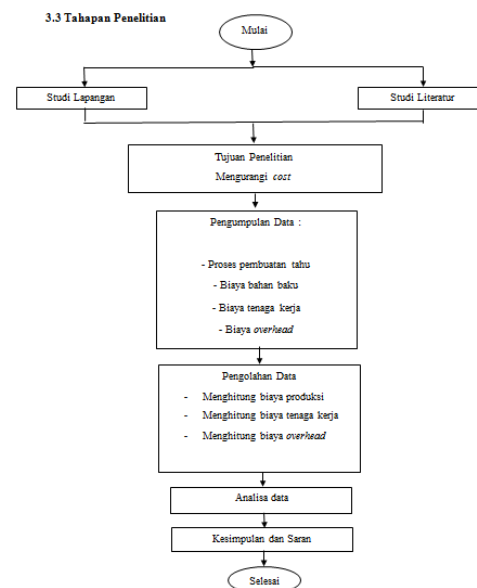 3.3 Tahapan Penelitian
Mulai
Studi Lapangan
Studi Literatur
Tujuan Penelitian
Mengurangi cost
Pengumpulan Data :
- Proses pembuatan tahu
- Biaya bahan baku
- Biaya tenaga kerja
- Biaya overhead
Pengolahan Data
- Menghitung biaya produksi
- Menghitung biaya tenaga kerja
- Menghitung biaya overhead
Analisa data
Kesimpulan dan Saran
Selesai